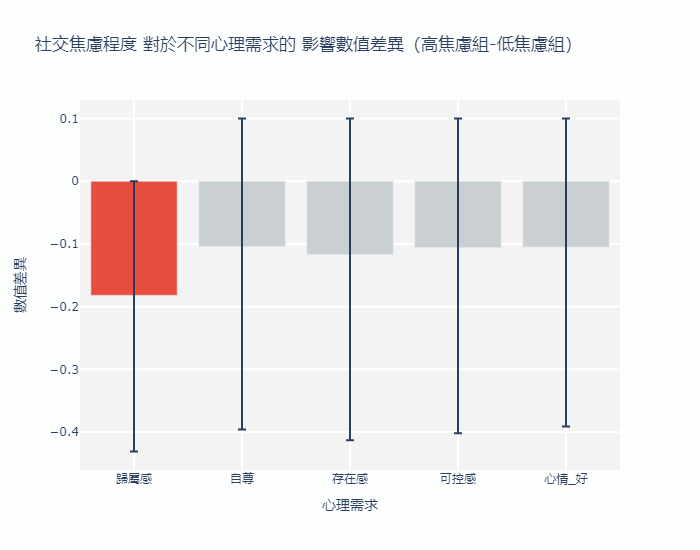 社交焦慮程度 對於不同心理需求的 影響數值差異 (高焦慮組-低焦慮組)
0.1
0
−0.1
−0.2
−0.3
−0.4
數值差異
歸屬感 自尊 存在感 可控感 心情_好
心理需求